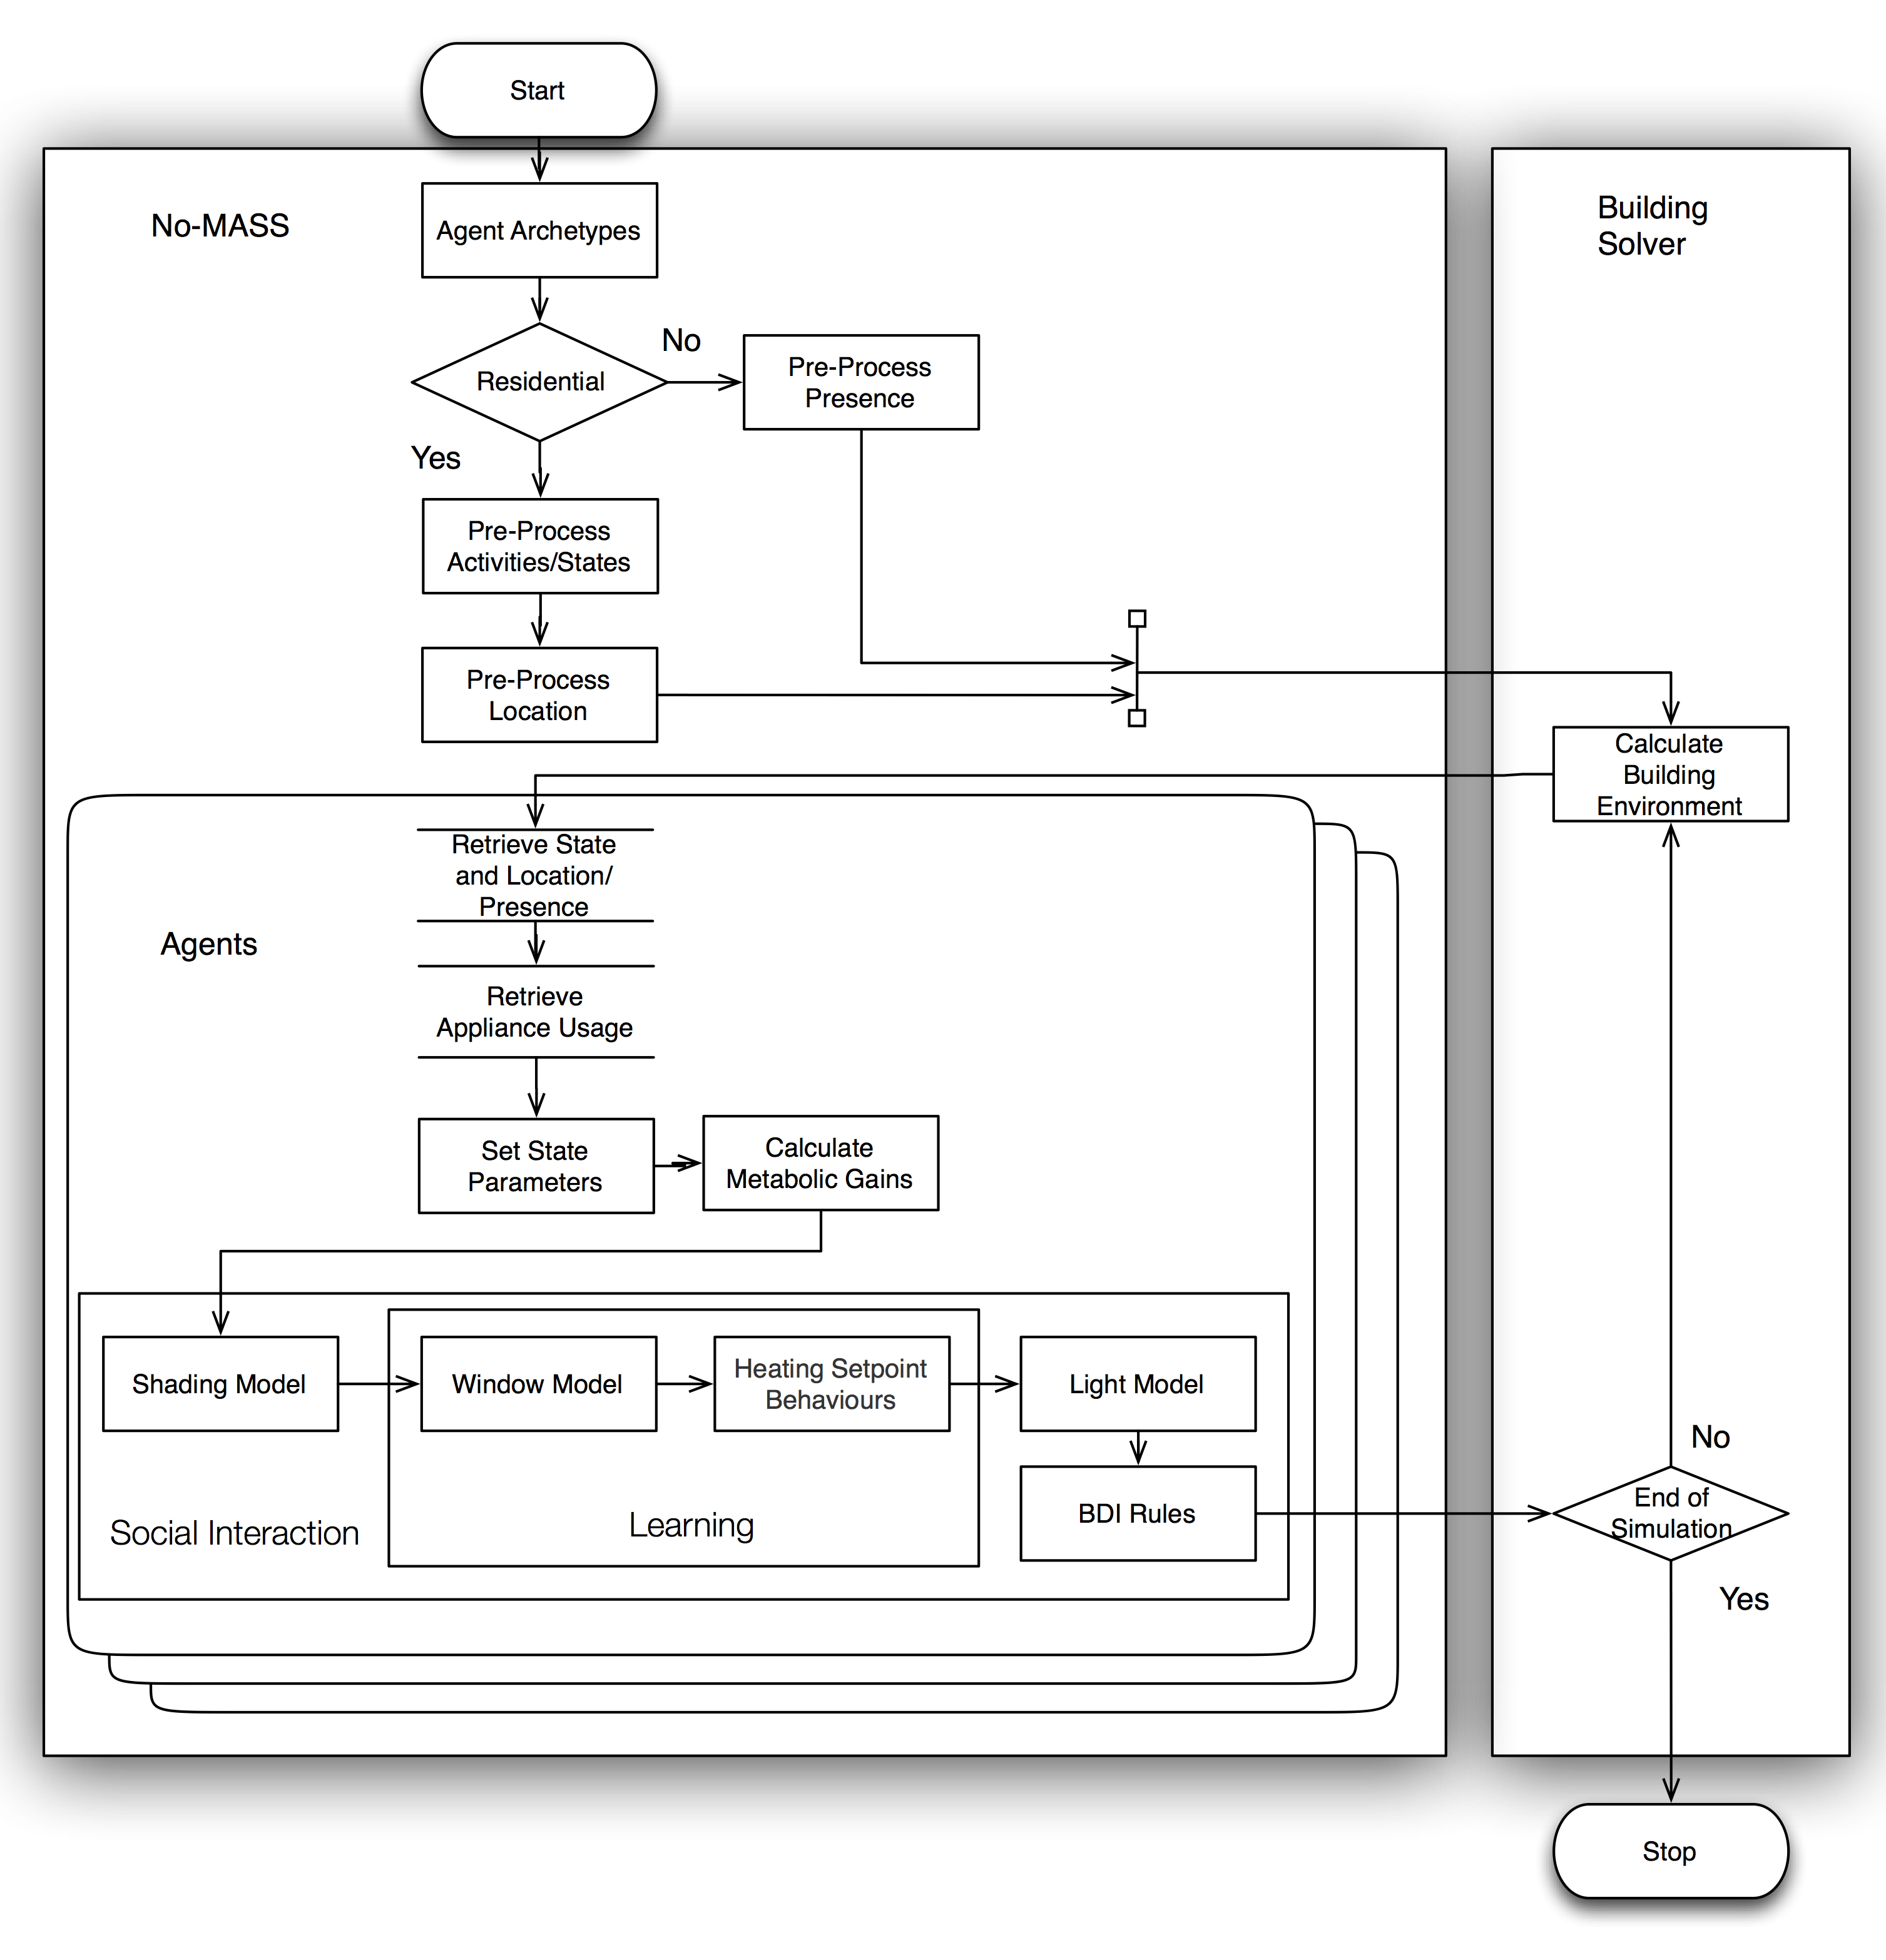 Start
No-MASS
Building
Solver
Agent Archetypes
No
Residential
Pre-Process
Presence
Yes
Pre-Process
Activities/States
Pre-Process
Location
Calculate
Building
Environment
Retrieve State
and Location/
Presence
Agents
Retrieve
Appliance Usage
Set State
Parameters
Calculate
Metabolic Gains
Shading Model
Window Model
Heating Setpoint
Behaviours
Light Model
No
BDI Rules
End of
Simulation
Social Interaction
Learning
Yes
Stop